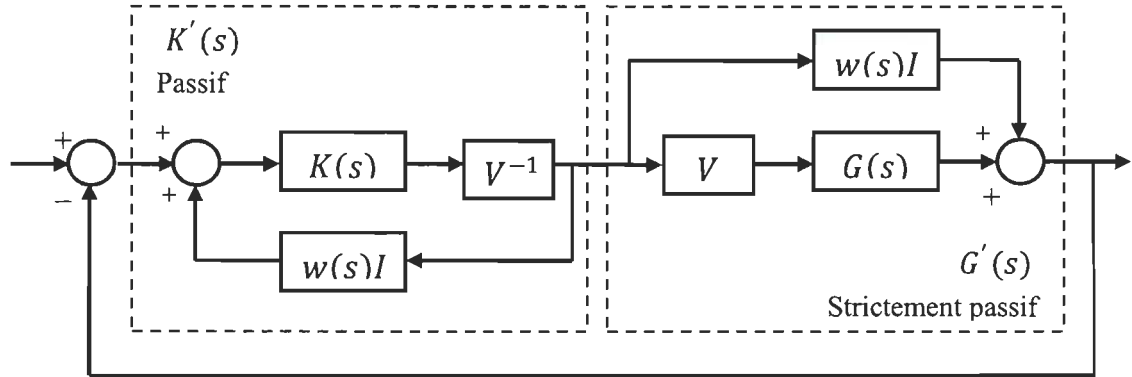 K′(s)
Passif
w(s)I
+
−
+
+
K(s)
V⁻¹
V
G(s)
+
+
w(s)I
G′(s)
Strictement passif